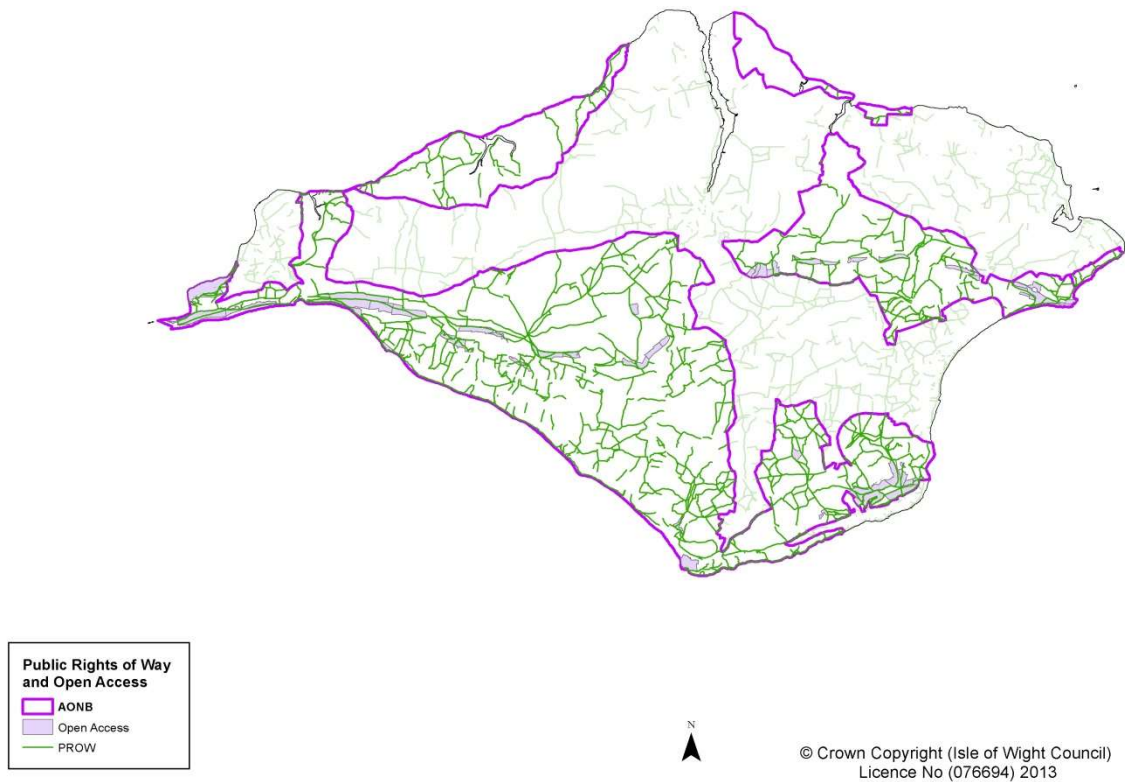 Public Rights of Way
and Open Access
AONB
Open Access
PROW
N
© Crown Copyright (Isle of Wight Council)
Licence No (076694) 2013